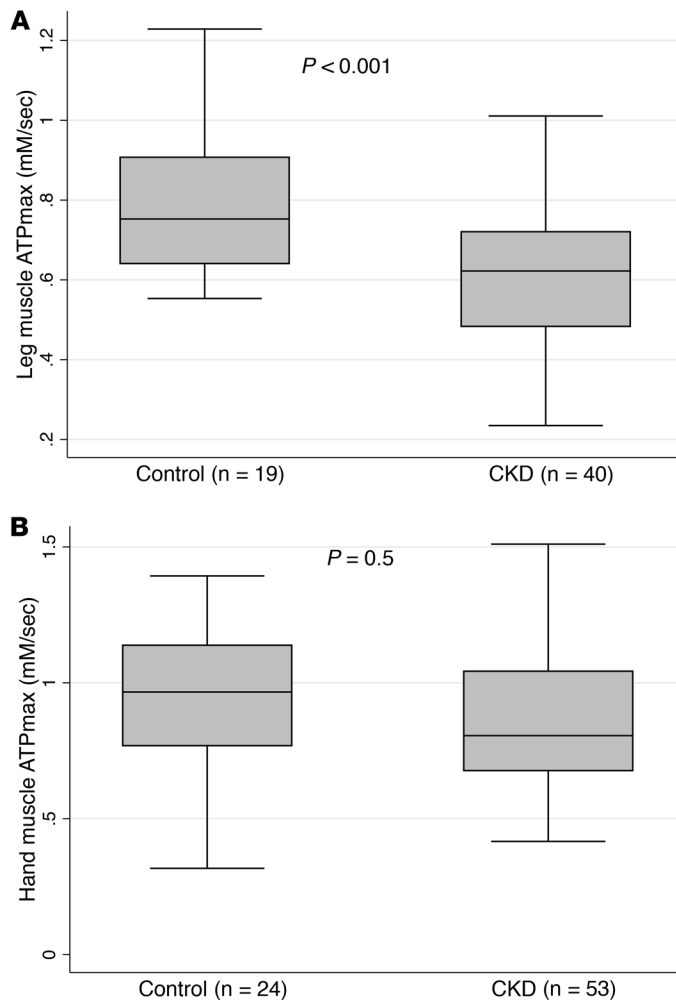 A
P < 0.001
Leg muscle ATPmax (mM/sec)
1.2
1
.8
.6
.4
.2
Control (n = 19)
CKD (n = 40)
B
P = 0.5
Hand muscle ATPmax (mM/sec)
1.5
1
.5
0
Control (n = 24)
CKD (n = 53)